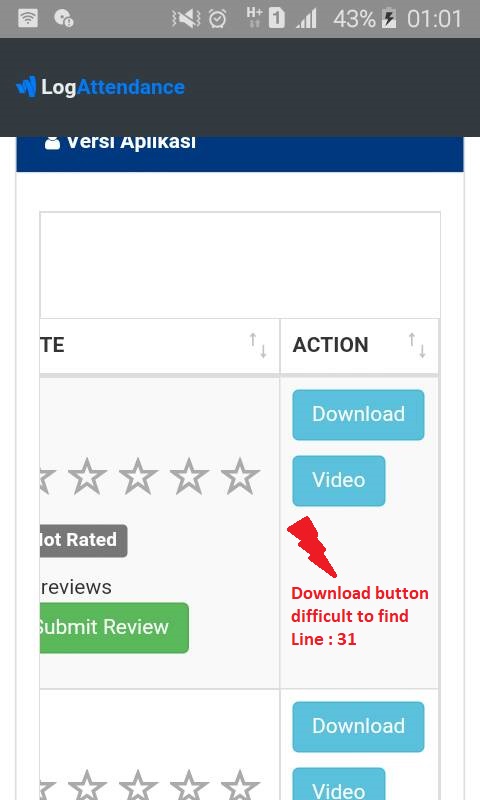 H+ 1 43% 01:01
LogAttendance
Versi Aplikasi
TE ACTION
Download
Video
Not Rated
reviews
Submit Review
Download button
difficult to find
Line : 31
Download
Video